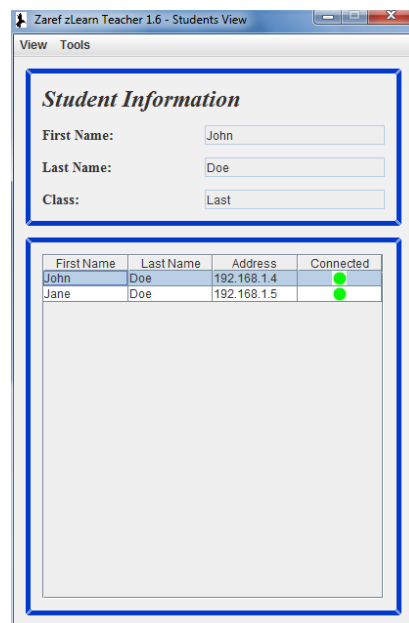 Zaref zLearn Teacher 1.6 - Students View
View Tools
Student Information
First Name: John
Last Name: Doe
Class: Last
First Name Last Name Address Connected
John Doe 192.168.1.4
Jane Doe 192.168.1.5